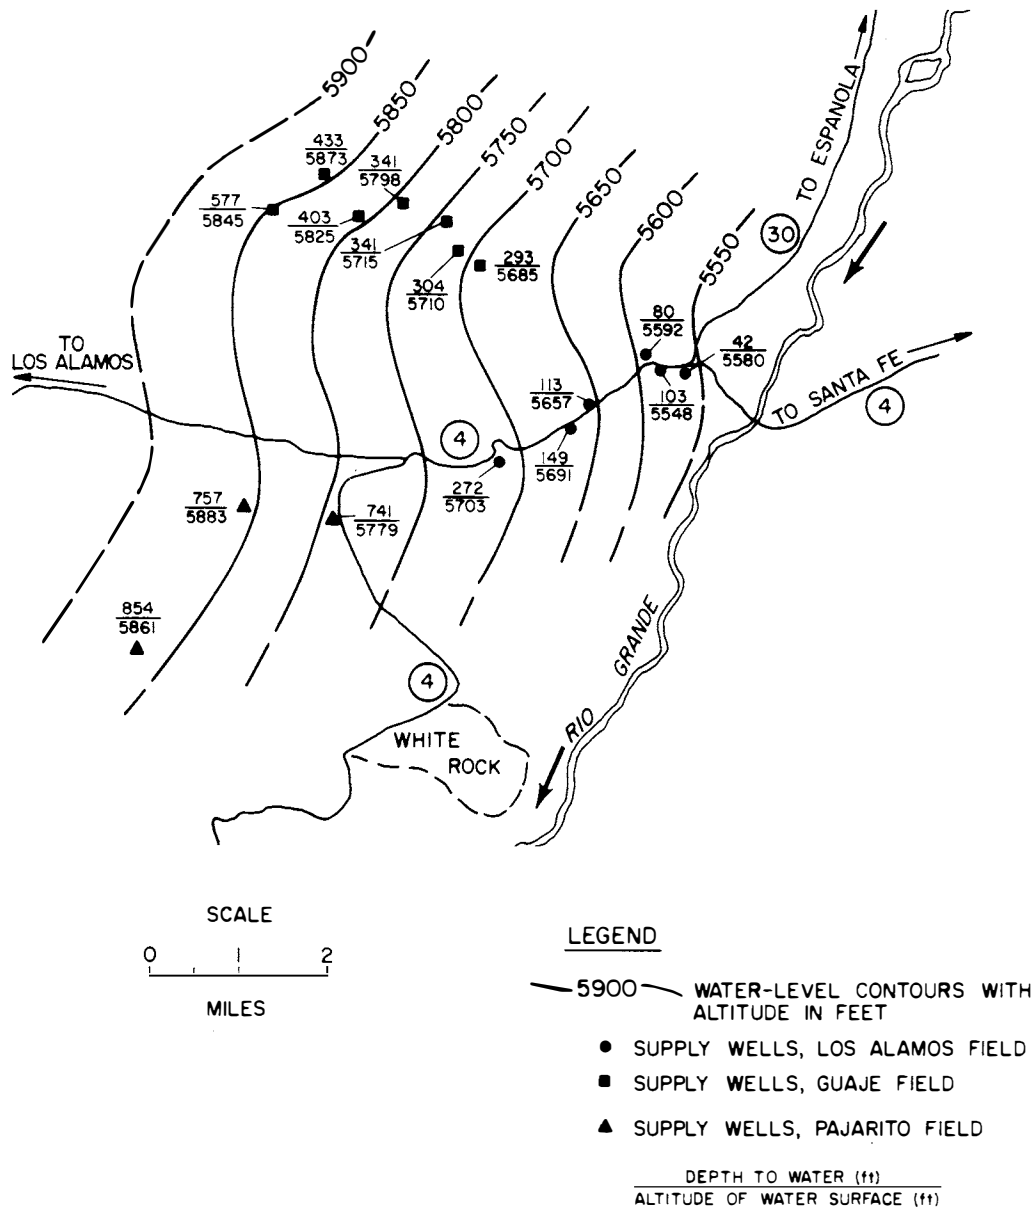 5900
5850
5800
5750
5700
5650
5600
5550
433
5873
341
5798
577
5845
403
5825
341
5715
304
5710
293
5685
TO ESPANOLA
30
80
5592
42
5580
103
5548
113
5657
149
5691
272
5703
TO
LOS ALAMOS
4
TO SANTA FE
4
757
5883
741
5779
854
5861
4
WHITE
ROCK
RIO GRANDE
SCALE
0 1 2
MILES
LEGEND
5900 WATER-LEVEL CONTOURS WITH
ALTITUDE IN FEET
SUPPLY WELLS, LOS ALAMOS FIELD
SUPPLY WELLS, GUAJE FIELD
SUPPLY WELLS, PAJARITO FIELD
DEPTH TO WATER (ft)
ALTITUDE OF WATER SURFACE (ft)